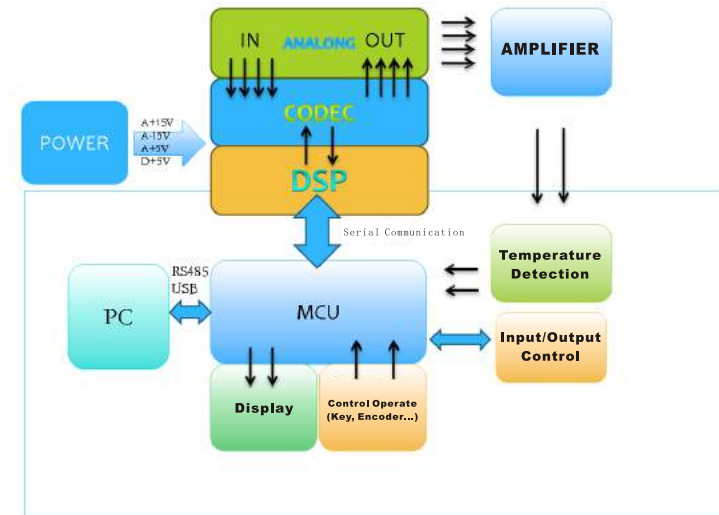 IN ANALONG OUT
AMPLIFIER
CODEC
POWER
A+15V
A-15V
A+5V
D+5V
DSP
Serial Communication
Temperature
Detection
RS485
USB
PC
MCU
Input/Output
Control
Display
Control Operate
(Key, Encoder...)